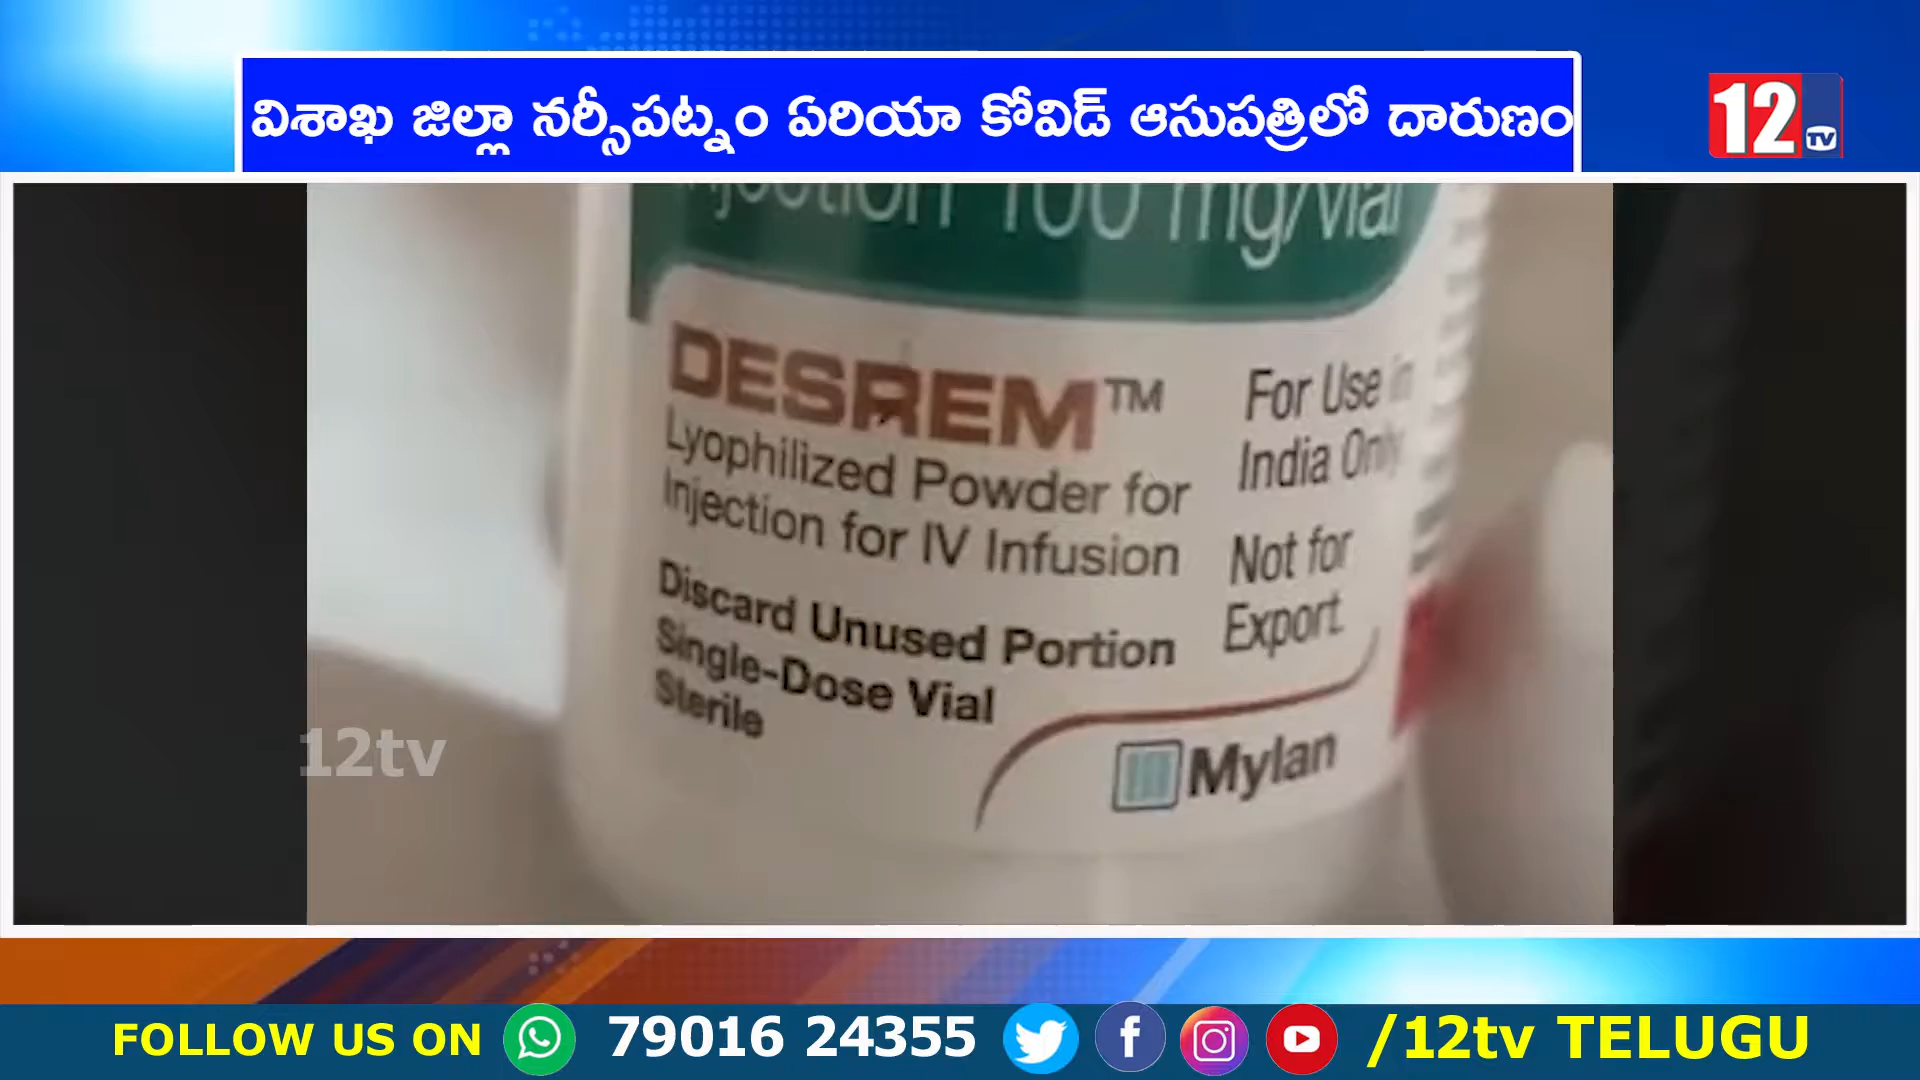 విశాఖ జిల్లా నర్సీపట్నం ఏరియా కోవిడ్ ఆసుపత్రిలో దారుణం
12 TV
Injection 100 mg/vial
DESREM™
Lyophilized Powder for
Injection for IV Infusion
Discard Unused Portion
Single-Dose Vial
Sterile
For Use in
India Only
Not for
Export.
Mylan
12tv
FOLLOW US ON 79016 24355 /12tv TELUGU